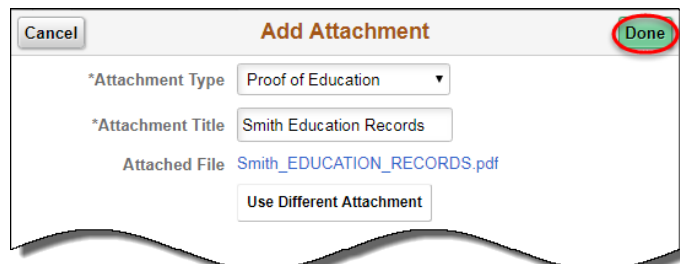 Cancel Add Attachment Done
*Attachment Type Proof of Education
*Attachment Title Smith Education Records
Attached File Smith_EDUCATION_RECORDS.pdf
Use Different Attachment